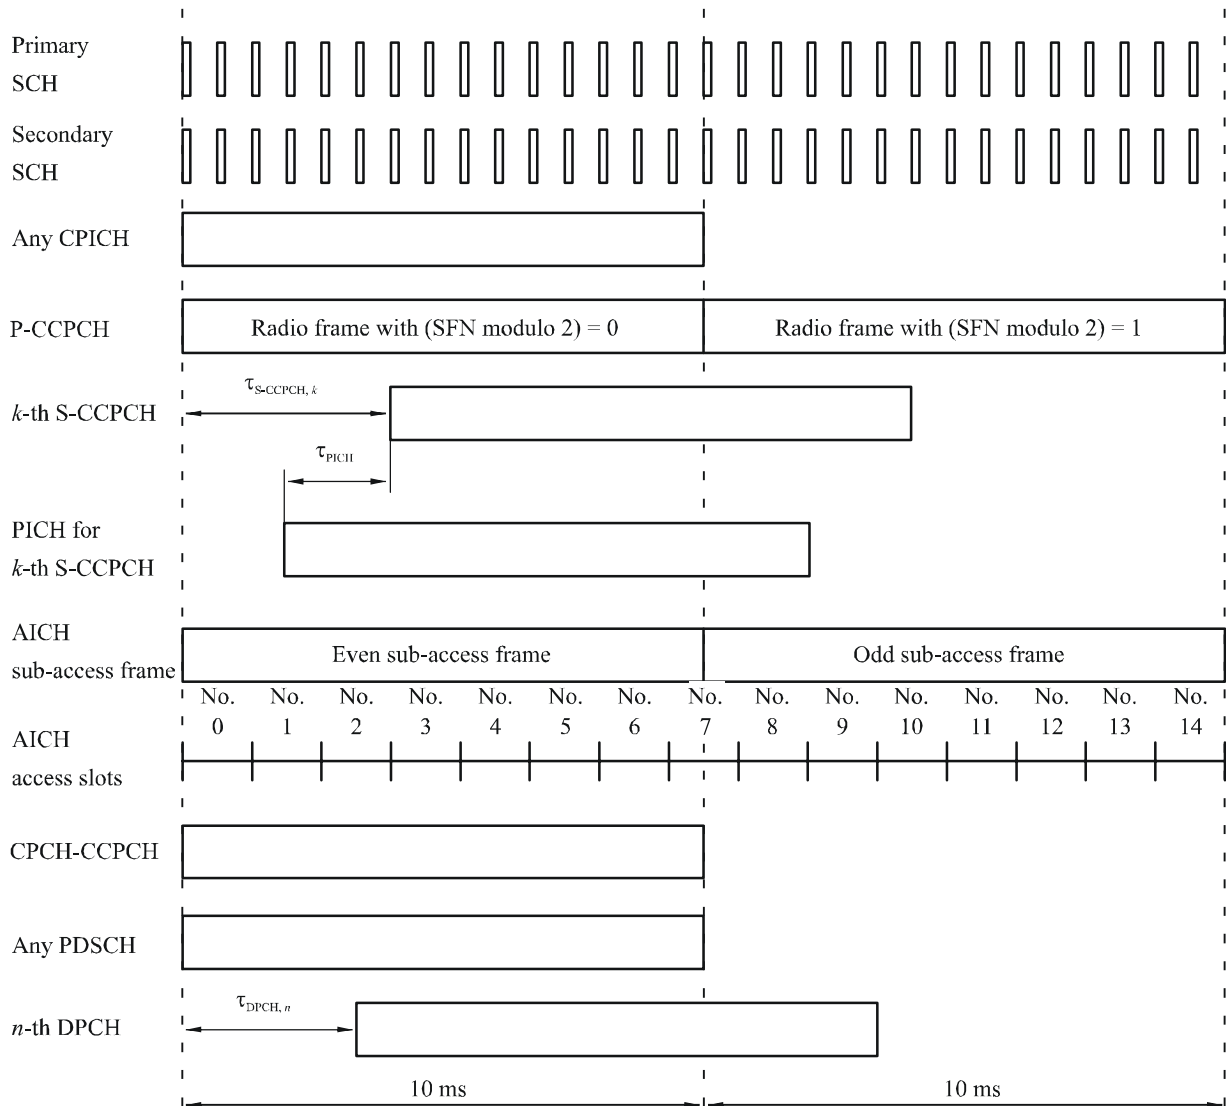 Primary
SCH
Secondary
SCH
Any CPICH
P-CCPCH
Radio frame with (SFN modulo 2) = 0
Radio frame with (SFN modulo 2) = 1
τS-CCPCH, k
k-th S-CCPCH
τPICH
PICH for
k-th S-CCPCH
AICH
sub-access frame
Even sub-access frame
Odd sub-access frame
No. No. No. No. No. No. No. No. No. No. No. No. No. No. No.
0 1 2 3 4 5 6 7 8 9 10 11 12 13 14
AICH
access slots
CPCH-CCPCH
Any PDSCH
τDPCH, n
n-th DPCH
10 ms
10 ms